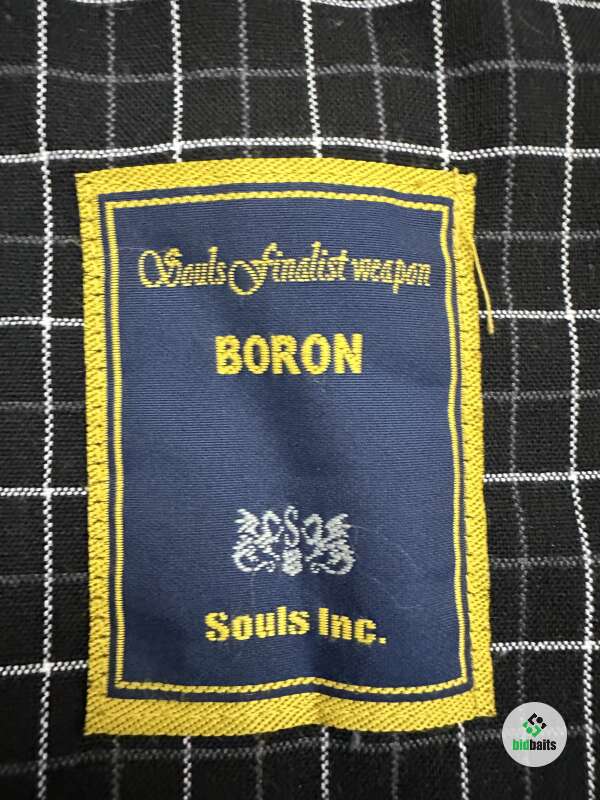 Souls Finalist weapon
BORON
S
Souls Inc.
bidbaits